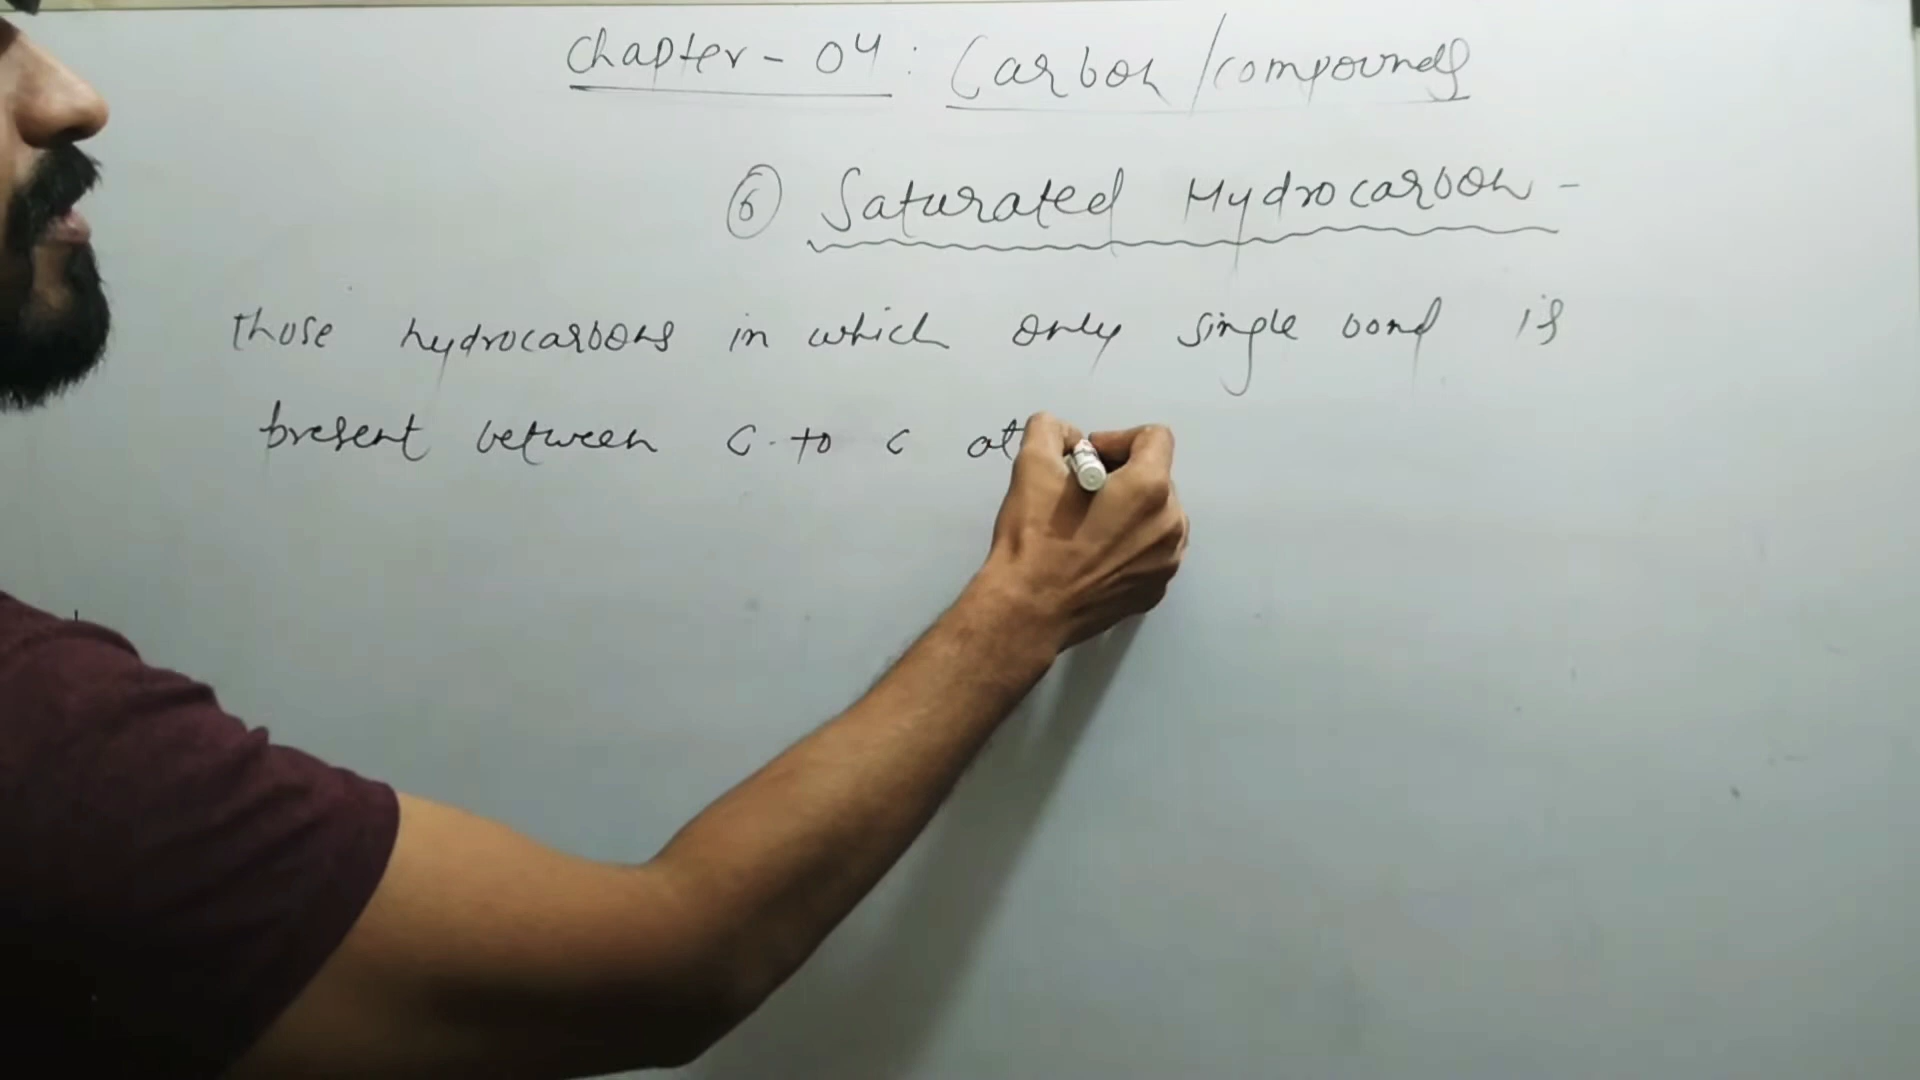 Chapter - 04 : Carbon / compounds
⑥ Saturated Hydrocarbon -
those hydrocarbons in which only single bond is
present between C to C at